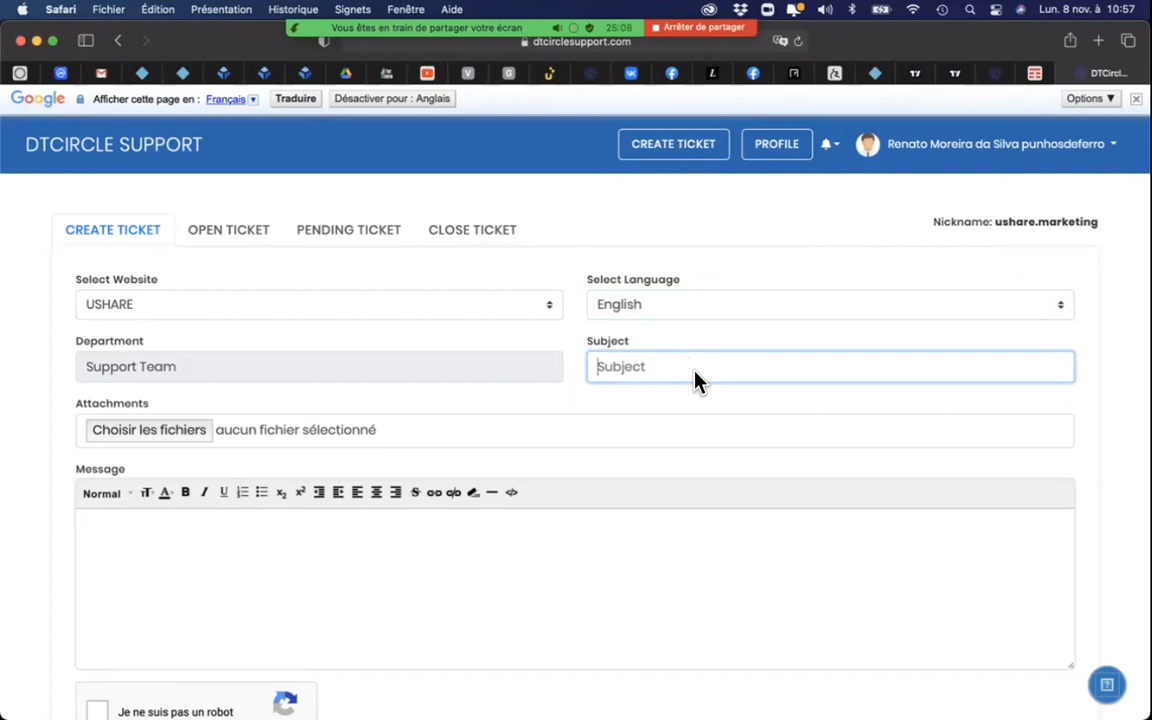 Safari Fichier Édition Présentation Historique Signets Fenêtre Aide Lun. 8 nov. à 10:57
Vous êtes en train de partager votre écran 25:08 Arrêter de partager
dtcirclesupport.com
DTCircl...
Google Afficher cette page en : Français Traduire Désactiver pour : Anglais Options
DTCIRCLE SUPPORT CREATE TICKET PROFILE Renato Moreira da Silva punhosdeferro
CREATE TICKET OPEN TICKET PENDING TICKET CLOSE TICKET Nickname: ushare.marketing
Select Website Select Language
USHARE English
Department Subject
Support Team Subject
Attachments
Choisir les fichiers aucun fichier sélectionné
Message
Normal
Je ne suis pas un robot